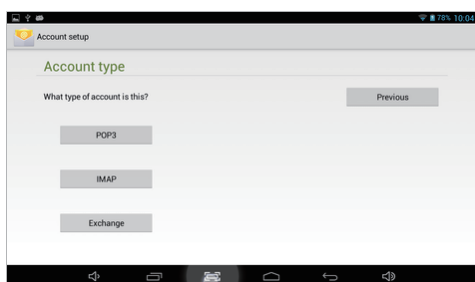 78% 10:04
Account setup
Account type
What type of account is this?
Previous
POP3
IMAP
Exchange